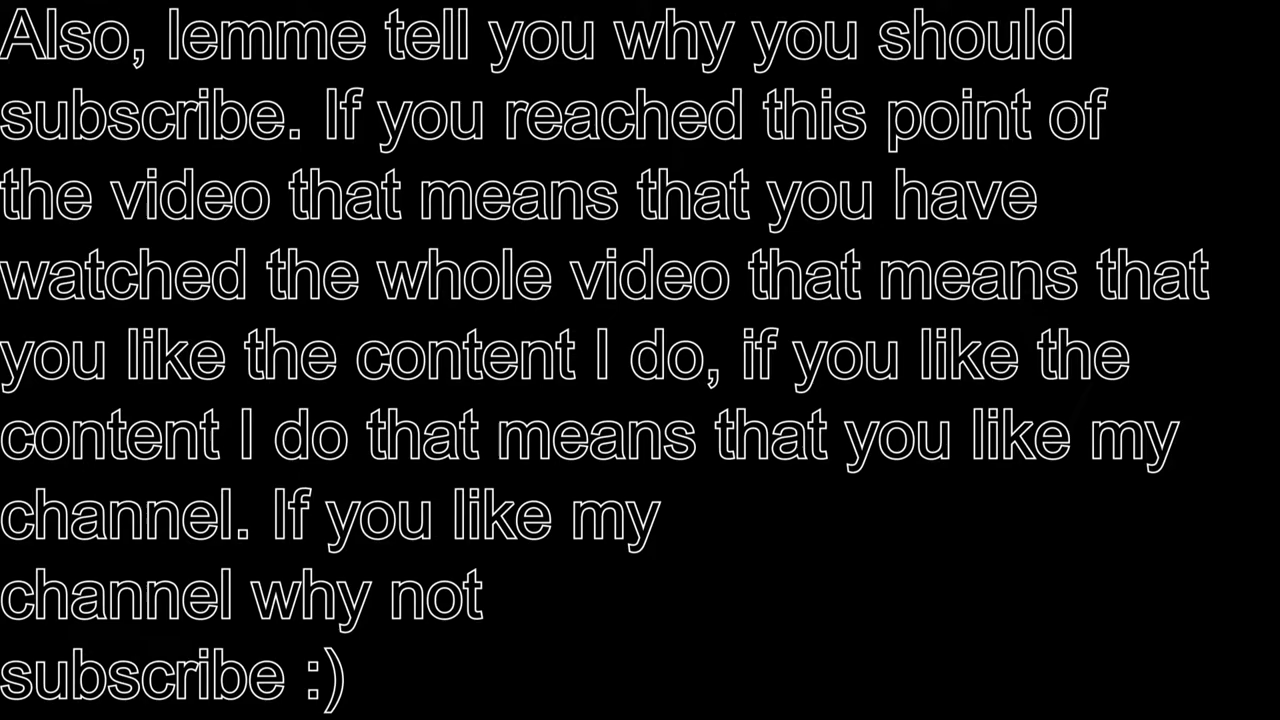 Also, lemme tell you why you should
subscribe. If you reached this point of
the video that means that you have
watched the whole video that means that
you like the content I do, if you like the
content I do that means that you like my
channel. If you like my
channel why not
subscribe :)